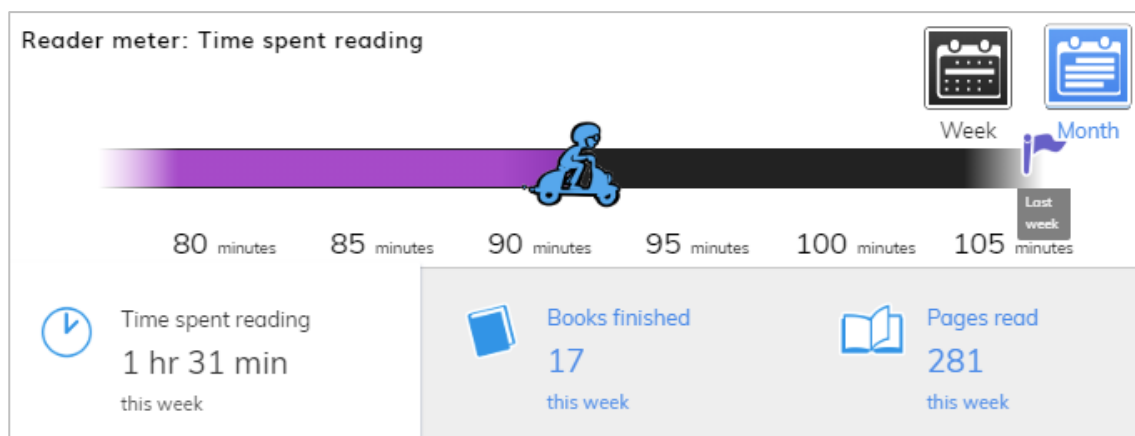 Reader meter: Time spent reading
Week
Month
Last
week
80 minutes 85 minutes 90 minutes 95 minutes 100 minutes 105 minutes
Time spent reading
1 hr 31 min
this week
Books finished
17
this week
Pages read
281
this week